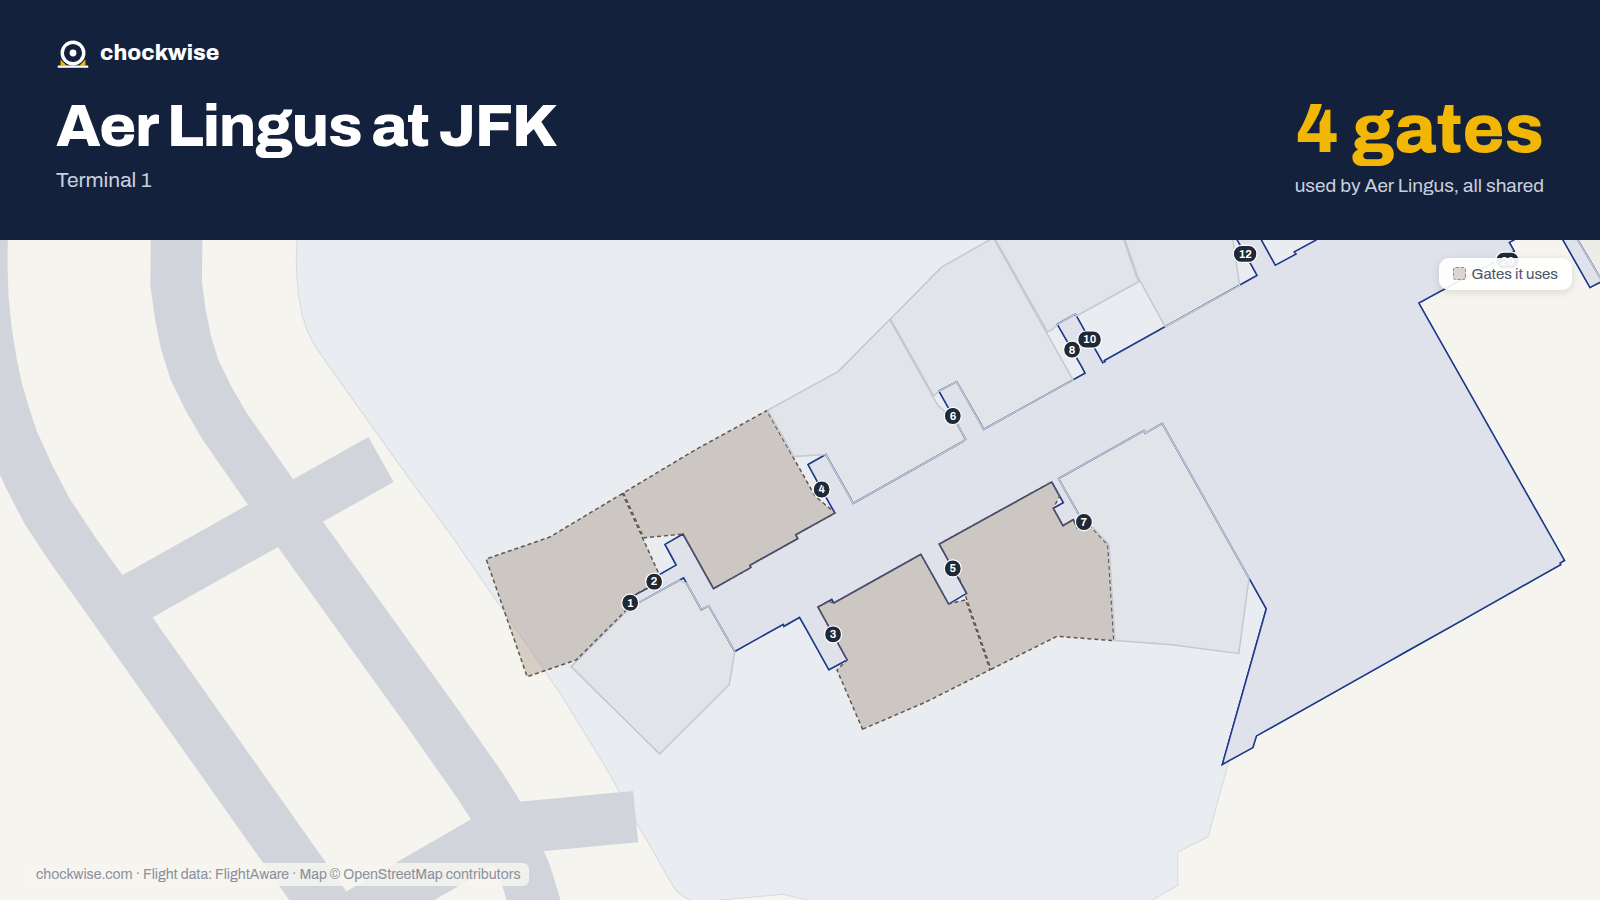 chockwise
Aer Lingus at JFK
Terminal 1
4 gates
used by Aer Lingus, all shared
12
Gates it uses
10
8
6
4
7
5
2
1
3
chockwise.com · Flight data: FlightAware · Map © OpenStreetMap contributors